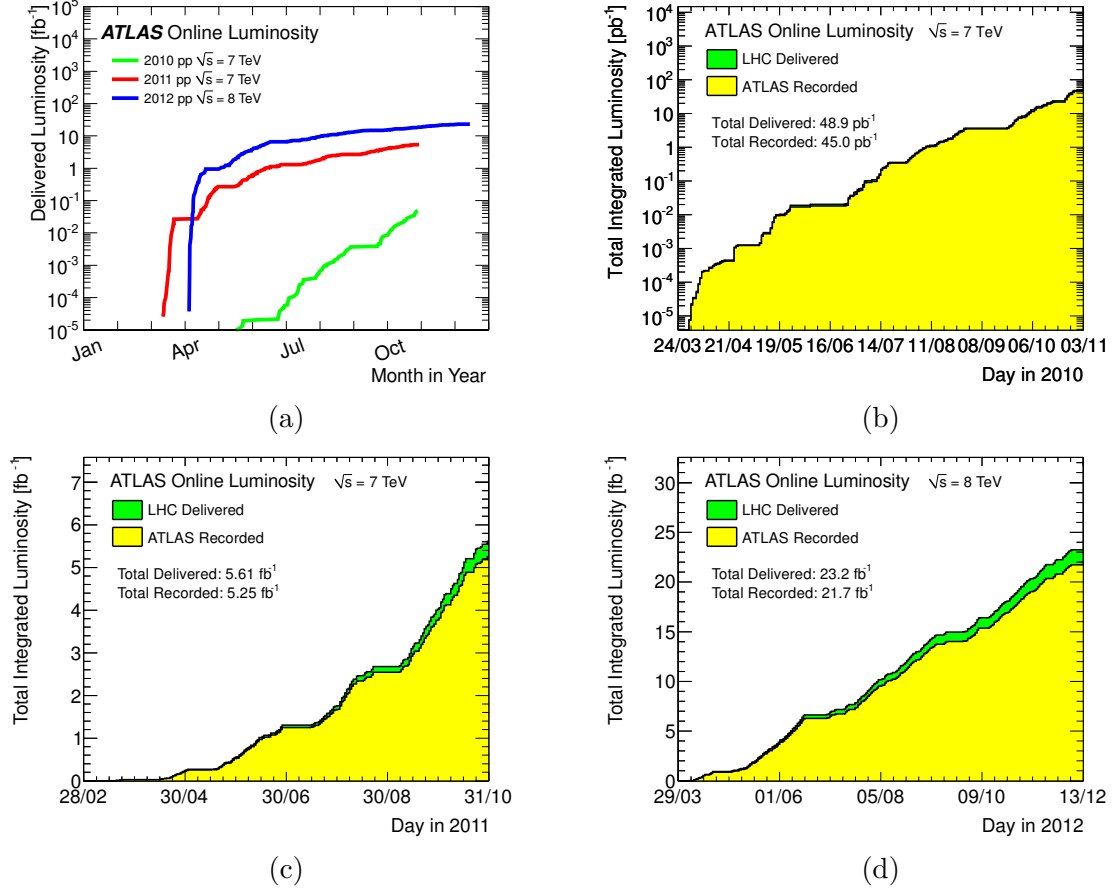 Delivered Luminosity [fb⁻¹]
10⁵
10⁴
10³
10²
10
1
10⁻¹
10⁻²
10⁻³
10⁻⁴
10⁻⁵
ATLAS Online Luminosity
2010 pp √s = 7 TeV
2011 pp √s = 7 TeV
2012 pp √s = 8 TeV
Jan Apr Jul Oct
Month in Year
(a)
Total Integrated Luminosity [pb⁻¹]
10⁴
10³
10²
10
1
10⁻¹
10⁻²
10⁻³
10⁻⁴
10⁻⁵
ATLAS Online Luminosity √s = 7 TeV
LHC Delivered
ATLAS Recorded
Total Delivered: 48.9 pb⁻¹
Total Recorded: 45.0 pb⁻¹
24/03 21/04 19/05 16/06 14/07 11/08 08/09 06/10 03/11
Day in 2010
(b)
Total Integrated Luminosity [fb⁻¹]
7
6
5
4
3
2
1
0
ATLAS Online Luminosity √s = 7 TeV
LHC Delivered
ATLAS Recorded
Total Delivered: 5.61 fb⁻¹
Total Recorded: 5.25 fb⁻¹
28/02 30/04 30/06 30/08 31/10
Day in 2011
(c)
Total Integrated Luminosity [fb⁻¹]
30
25
20
15
10
5
0
ATLAS Online Luminosity √s = 8 TeV
LHC Delivered
ATLAS Recorded
Total Delivered: 23.2 fb⁻¹
Total Recorded: 21.7 fb⁻¹
29/03 01/06 05/08 09/10 13/12
Day in 2012
(d)